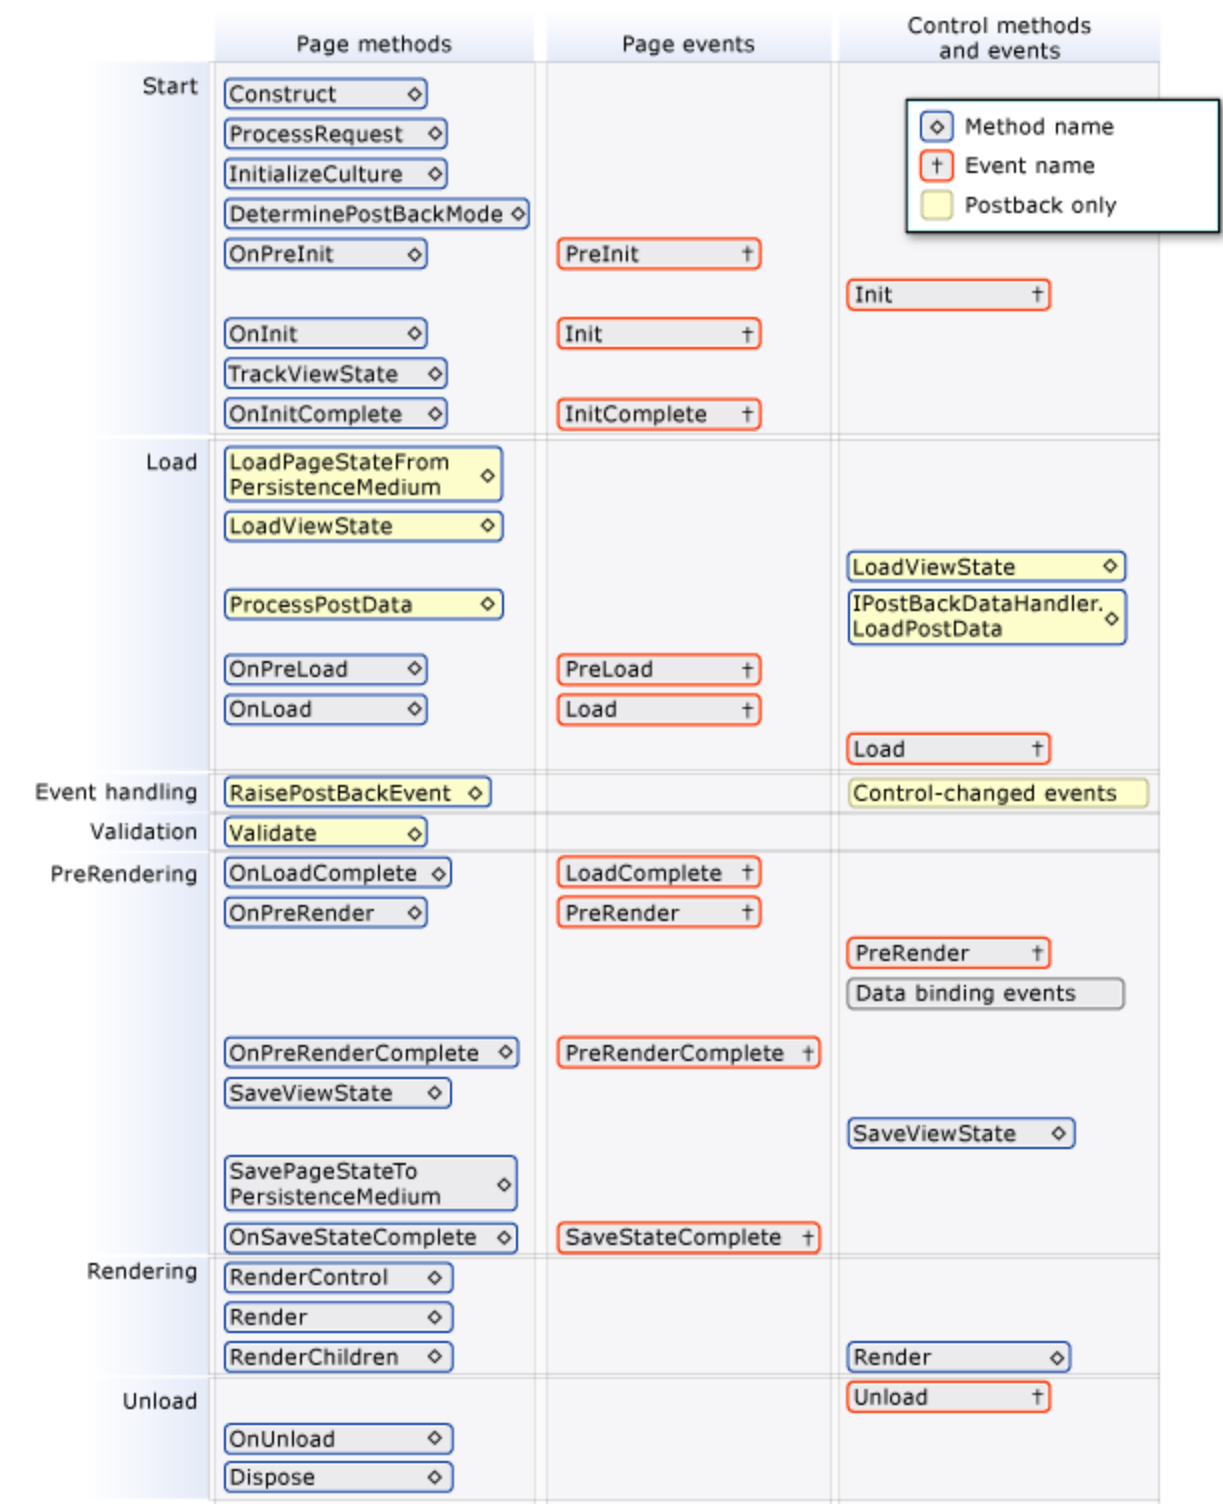 Page methods
Page events
Control methods
and events
Start
Construct ◇
ProcessRequest ◇
InitializeCulture ◇
DeterminePostBackMode ◇
OnPreInit ◇
PreInit †
Init †
OnInit ◇
Init †
TrackViewState ◇
OnInitComplete ◇
InitComplete †
◇ Method name
† Event name
Postback only
Load
LoadPageStateFrom
PersistenceMedium ◇
LoadViewState ◇
LoadViewState ◇
ProcessPostData ◇
IPostBackDataHandler.
LoadPostData ◇
OnPreLoad ◇
PreLoad †
OnLoad ◇
Load †
Load †
Event handling
RaisePostBackEvent ◇
Control-changed events
Validation
Validate ◇
PreRendering
OnLoadComplete ◇
LoadComplete †
OnPreRender ◇
PreRender †
PreRender †
Data binding events
OnPreRenderComplete ◇
PreRenderComplete †
SaveViewState ◇
SaveViewState ◇
SavePageStateTo
PersistenceMedium ◇
OnSaveStateComplete ◇
SaveStateComplete †
Rendering
RenderControl ◇
Render ◇
RenderChildren ◇
Render ◇
Unload
Unload †
OnUnload ◇
Dispose ◇